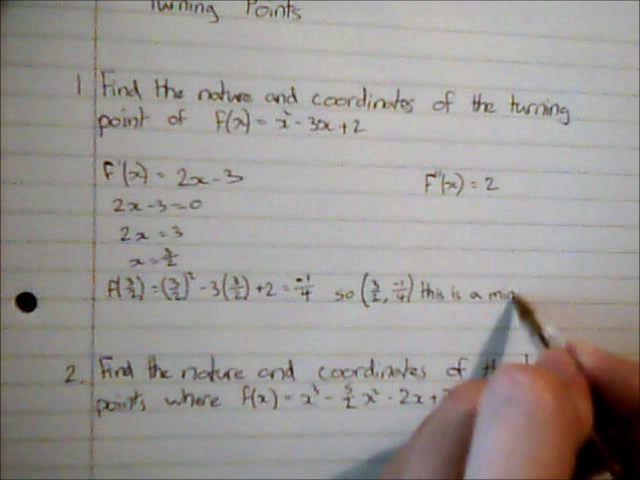 Turning Points
1 Find the nature and coordinates of the turning
point of f(x) = x² - 3x + 2
F'(x) = 2x - 3 F''(x) = 2
2x - 3 = 0
2x = 3
x = 3/2
f(3/2) = (3/2)² - 3(3/2) + 2 = -1/4 so (3/2, -1/4) this is a min
2. Find the nature and coordinates of the
points where f(x) = x³ - x² - 2x +